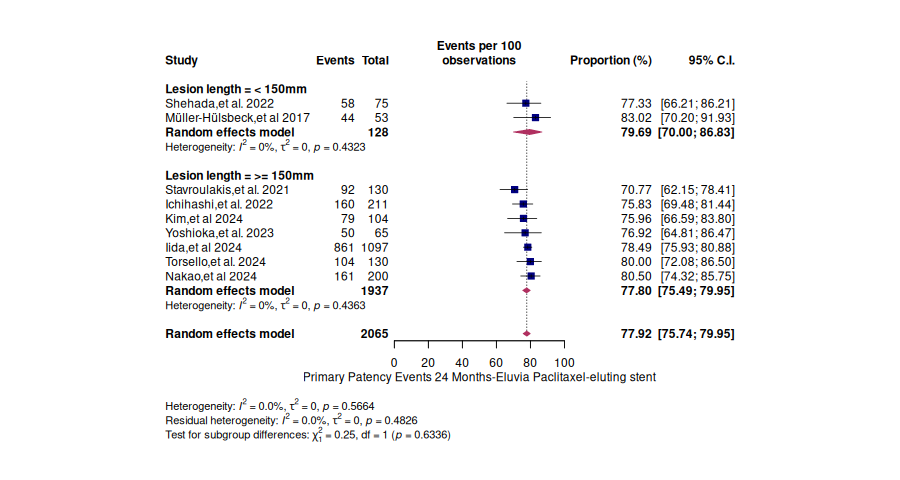 Events per 100
Study Events Total observations Proportion (%) 95% C.I.
Lesion length = < 150mm
Shehada,et al. 2022 58 75 77.33 [66.21; 86.21]
Müller-Hülsbeck,et al 2017 44 53 83.02 [70.20; 91.93]
Random effects model 128 79.69 [70.00; 86.83]
Heterogeneity: I² = 0%, τ² = 0, p = 0.4323
Lesion length = >= 150mm
Stavroulakis,et al. 2021 92 130 70.77 [62.15; 78.41]
Ichihashi,et al. 2022 160 211 75.83 [69.48; 81.44]
Kim,et al 2024 79 104 75.96 [66.59; 83.80]
Yoshioka,et al. 2023 50 65 76.92 [64.81; 86.47]
Iida,et al 2024 861 1097 78.49 [75.93; 80.88]
Torsello,et al. 2024 104 130 80.00 [72.08; 86.50]
Nakao,et al 2024 161 200 80.50 [74.32; 85.75]
Random effects model 1937 77.80 [75.49; 79.95]
Heterogeneity: I² = 0%, τ² = 0, p = 0.4363
Random effects model 2065 77.92 [75.74; 79.95]
0 20 40 60 80 100
Primary Patency Events 24 Months-Eluvia Paclitaxel-eluting stent
Heterogeneity: I² = 0.0%, τ² = 0, p = 0.5664
Residual heterogeneity: I² = 0.0%, τ² = 0, p = 0.4826
Test for subgroup differences: χ²₁ = 0.25, df = 1 (p = 0.6336)